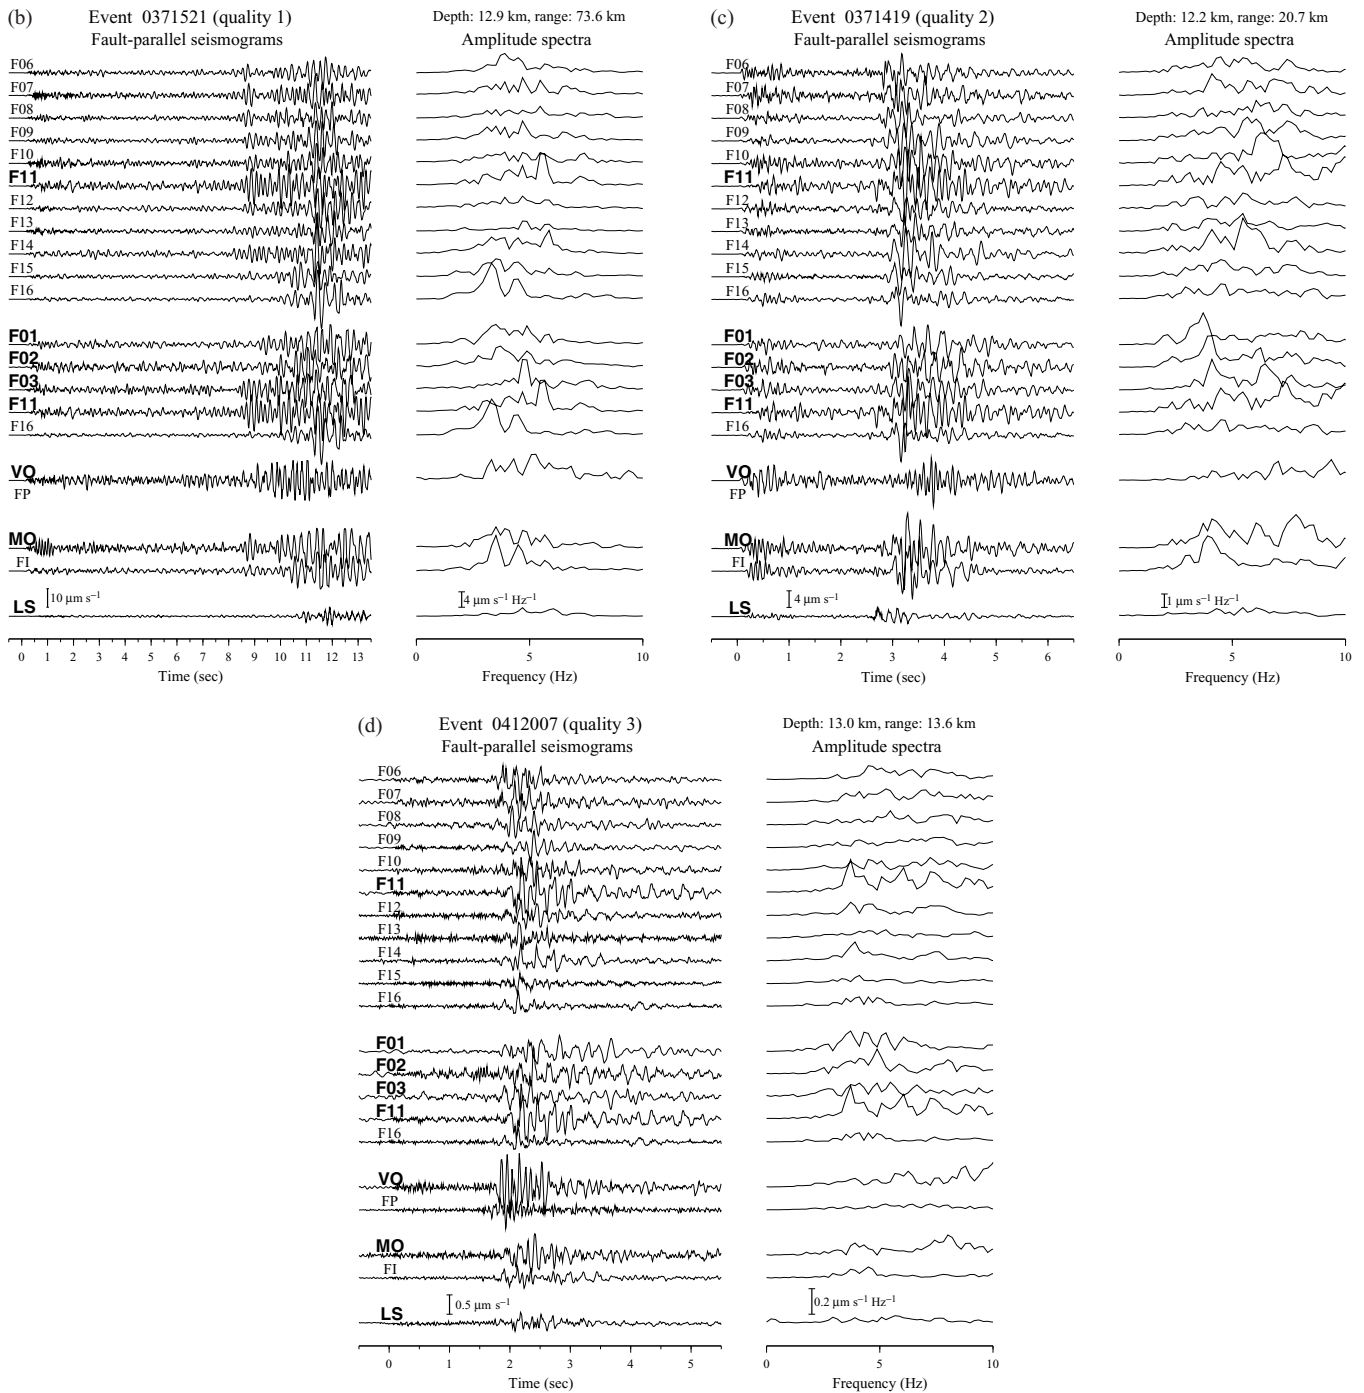 (b) Event 0371521 (quality 1) Depth: 12.9 km, range: 73.6 km
Fault-parallel seismograms Amplitude spectra
F06
F07
F08
F09
F10
F11
F12
F13
F14
F15
F16
F01
F02
F03
F11
F16
VO
FP
MO
FI
LS
10 μm s⁻¹ 4 μm s⁻¹ Hz⁻¹
0 1 2 3 4 5 6 7 8 9 10 11 12 13 0 5 10
Time (sec) Frequency (Hz)
(c) Event 0371419 (quality 2) Depth: 12.2 km, range: 20.7 km
Fault-parallel seismograms Amplitude spectra
F06
F07
F08
F09
F10
F11
F12
F13
F14
F15
F16
F01
F02
F03
F11
F16
VO
FP
MO
FI
LS
4 μm s⁻¹ 1 μm s⁻¹ Hz⁻¹
0 1 2 3 4 5 6 0 5 10
Time (sec) Frequency (Hz)
(d) Event 0412007 (quality 3) Depth: 13.0 km, range: 13.6 km
Fault-parallel seismograms Amplitude spectra
F06
F07
F08
F09
F10
F11
F12
F13
F14
F15
F16
F01
F02
F03
F11
F16
VO
FP
MO
FI
LS
0.5 μm s⁻¹ 0.2 μm s⁻¹ Hz⁻¹
0 1 2 3 4 5 0 5 10
Time (sec) Frequency (Hz)